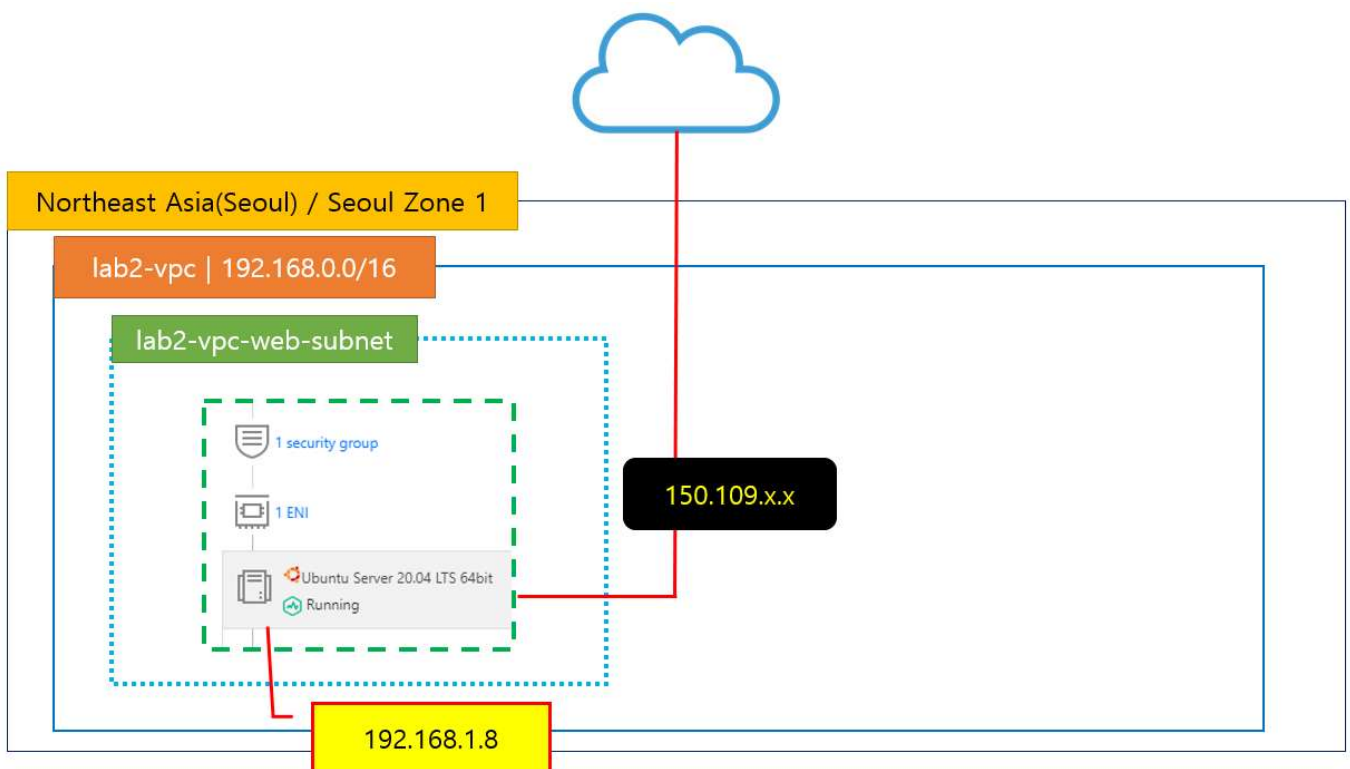 Northeast Asia(Seoul) / Seoul Zone 1
lab2-vpc | 192.168.0.0/16
lab2-vpc-web-subnet
1 security group
1 ENI
Ubuntu Server 20.04 LTS 64bit
Running
150.109.x.x
192.168.1.8